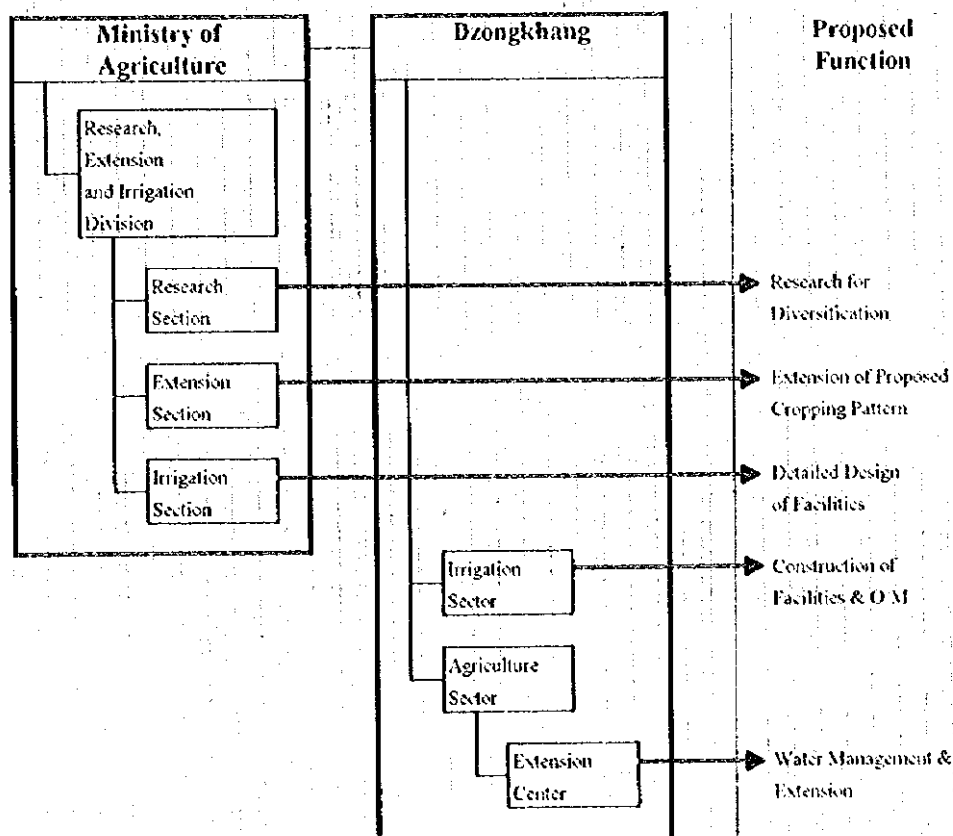 Ministry of
Agriculture
Dzongkhang
Proposed
Function
Research,
Extension
and Irrigation
Division
Research
Section
Research for
Diversification
Extension
Section
Extension of Proposed
Cropping Pattern
Irrigation
Section
Detailed Design
of Facilities
Irrigation
Sector
Construction of
Facilities & O/M
Agriculture
Sector
Extension
Center
Water Management &
Extension